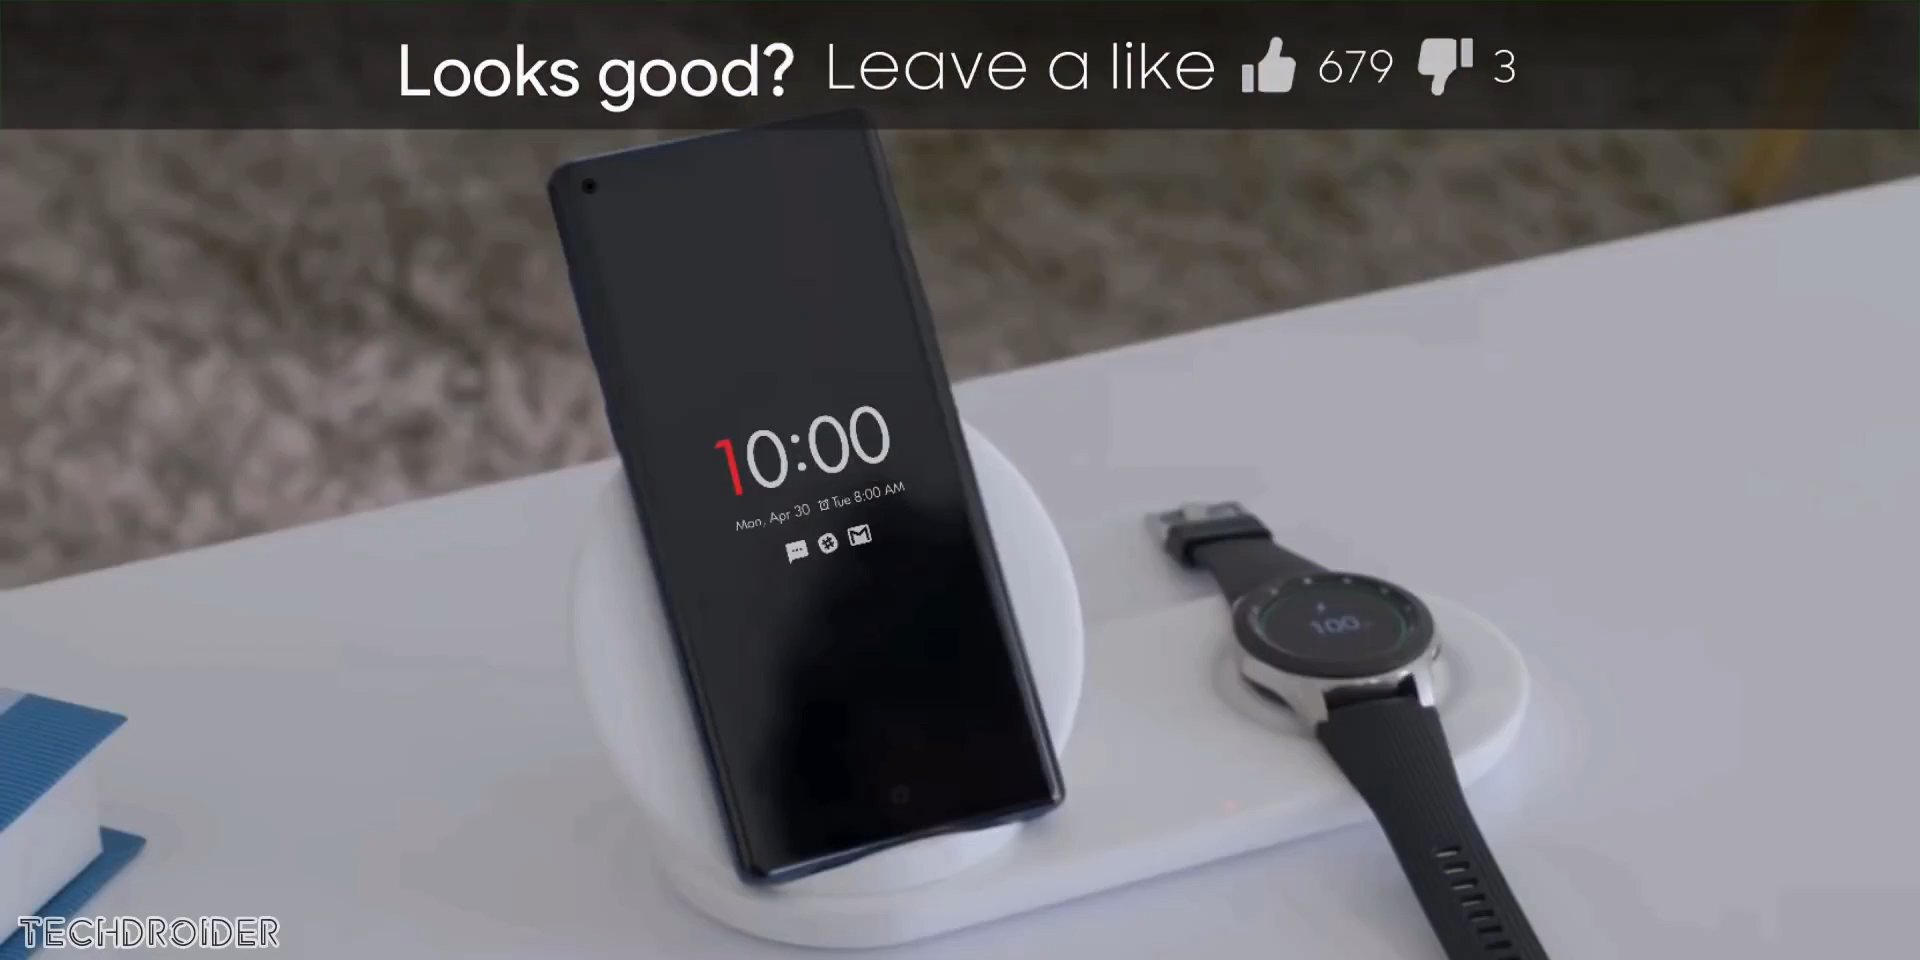 Looks good? Leave a like 679 3
10:00
Mon, Apr 30 Tue 8:00 AM
100
TECHDROIDER